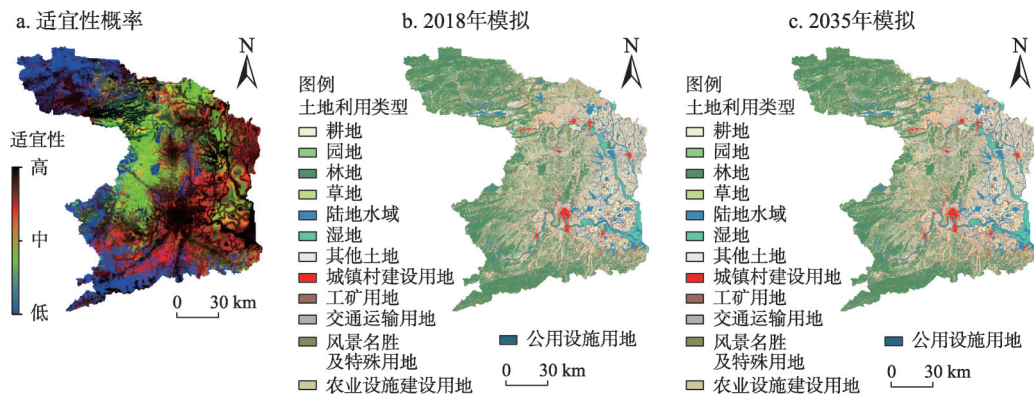 a. 适宜性概率
N
适宜性
高
中
低
0 30 km
b. 2018年模拟
N
图例
土地利用类型
耕地
园地
林地
草地
陆地水域
湿地
其他土地
城镇村建设用地
工矿用地
交通运输用地
风景名胜
及特殊用地
农业设施建设用地
公用设施用地
0 30 km
c. 2035年模拟
N
图例
土地利用类型
耕地
园地
林地
草地
陆地水域
湿地
其他土地
城镇村建设用地
工矿用地
交通运输用地
风景名胜
及特殊用地
农业设施建设用地
公用设施用地
0 30 km